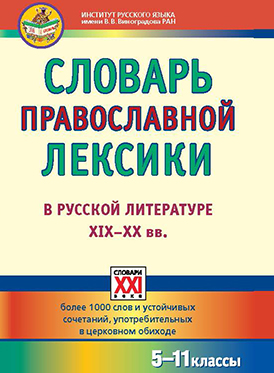 ИНСТИТУТ РУССКОГО ЯЗЫКА
имени В. В. Виноградова РАН
СЛОВАРЬ
ПРАВОСЛАВНОЙ
ЛЕКСИКИ
В РУССКОЙ ЛИТЕРАТУРЕ
XIX–XX вв.
СЛОВАРИ
XXI
века
более 1000 слов и устойчивых
сочетаний, употребительных
в церковном обиходе
5–11 классы